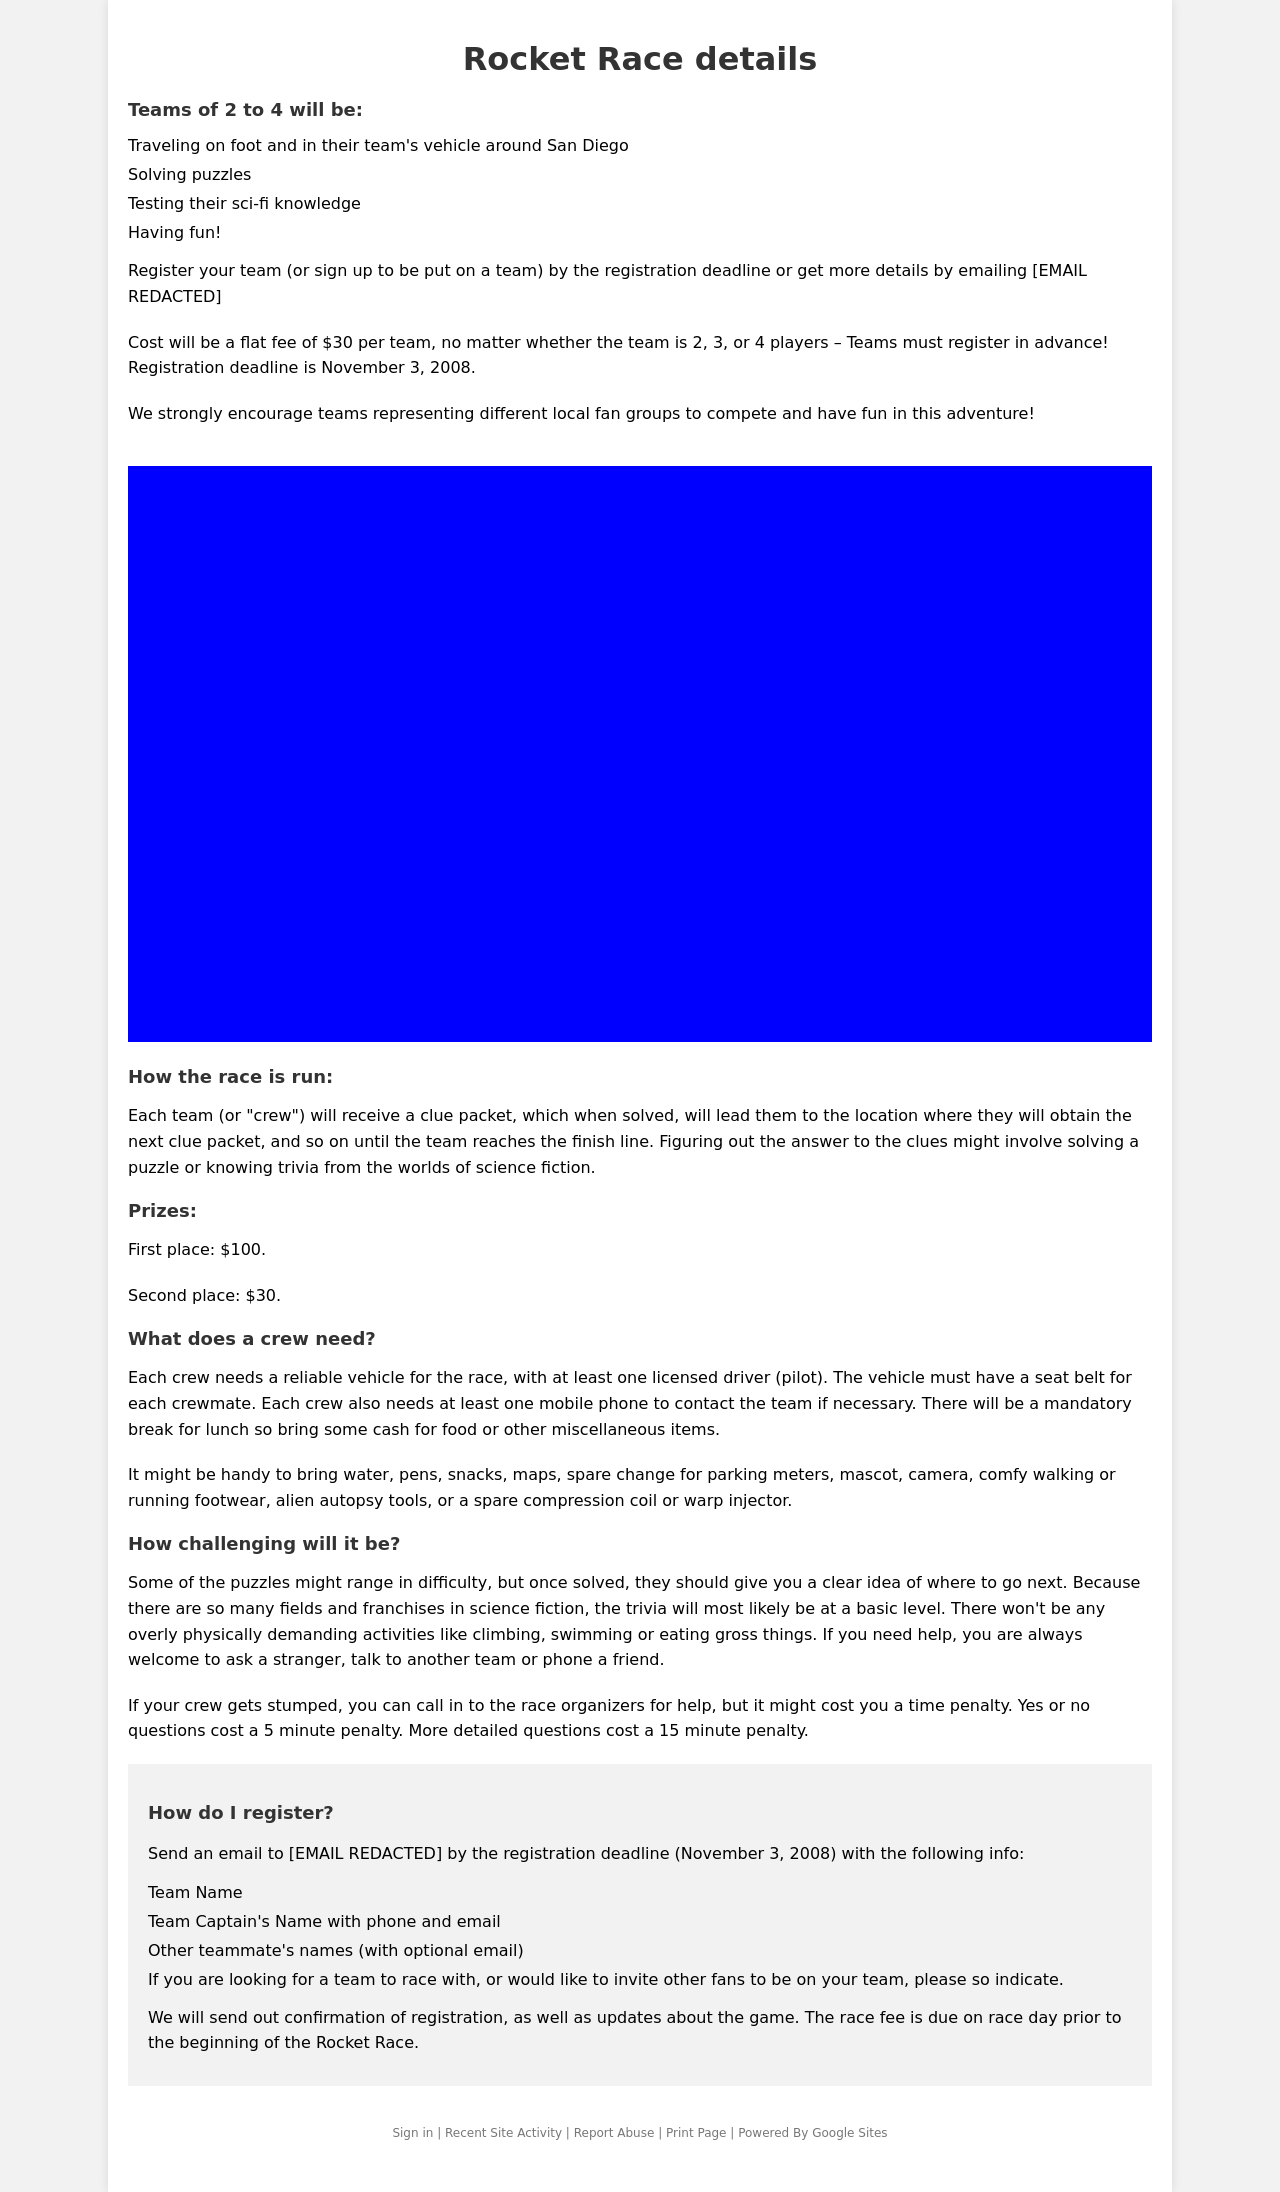 Rocket Race details
Teams of 2 to 4 will be:
Traveling on foot and in their team's vehicle around San Diego
Solving puzzles
Testing their sci-fi knowledge
Having fun!
Register your team (or sign up to be put on a team) by the registration deadline or get more details by emailing [EMAIL
REDACTED]
Cost will be a flat fee of $30 per team, no matter whether the team is 2, 3, or 4 players – Teams must register in advance!
Registration deadline is November 3, 2008.
We strongly encourage teams representing different local fan groups to compete and have fun in this adventure!
How the race is run:
Each team (or "crew") will receive a clue packet, which when solved, will lead them to the location where they will obtain the
next clue packet, and so on until the team reaches the finish line. Figuring out the answer to the clues might involve solving a
puzzle or knowing trivia from the worlds of science fiction.
Prizes:
First place: $100.
Second place: $30.
What does a crew need?
Each crew needs a reliable vehicle for the race, with at least one licensed driver (pilot). The vehicle must have a seat belt for
each crewmate. Each crew also needs at least one mobile phone to contact the team if necessary. There will be a mandatory
break for lunch so bring some cash for food or other miscellaneous items.
It might be handy to bring water, pens, snacks, maps, spare change for parking meters, mascot, camera, comfy walking or
running footwear, alien autopsy tools, or a spare compression coil or warp injector.
How challenging will it be?
Some of the puzzles might range in difficulty, but once solved, they should give you a clear idea of where to go next. Because
there are so many fields and franchises in science fiction, the trivia will most likely be at a basic level. There won't be any
overly physically demanding activities like climbing, swimming or eating gross things. If you need help, you are always
welcome to ask a stranger, talk to another team or phone a friend.
If your crew gets stumped, you can call in to the race organizers for help, but it might cost you a time penalty. Yes or no
questions cost a 5 minute penalty. More detailed questions cost a 15 minute penalty.
How do I register?
Send an email to [EMAIL REDACTED] by the registration deadline (November 3, 2008) with the following info:
Team Name
Team Captain's Name with phone and email
Other teammate's names (with optional email)
If you are looking for a team to race with, or would like to invite other fans to be on your team, please so indicate.
We will send out confirmation of registration, as well as updates about the game. The race fee is due on race day prior to
the beginning of the Rocket Race.
Sign in | Recent Site Activity | Report Abuse | Print Page | Powered By Google Sites